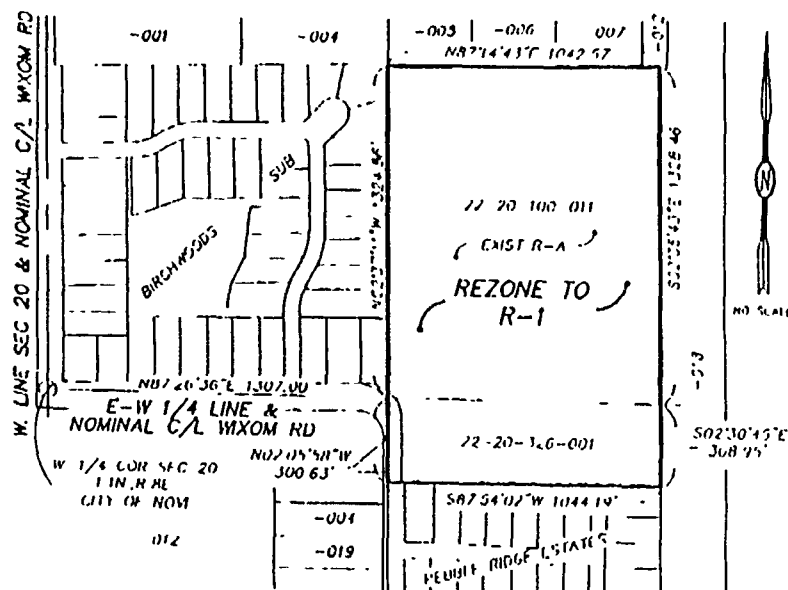 -001
-004
-005
-006
007
N87°14'43"E 1042.57
W. LINE SEC 20 & NOMINAL C/L WIXOM RD
SUB
BIRCHWOODS
22 20 100 011
EXIST R-A
REZONE TO
R-1
N
NO SCALE
-018
N87°26'36"E 1307.00
E-W 1/4 LINE &
NOMINAL C/L WIXOM RD
W 1/4 COR SEC 20
CITY OF NOVI
012
N02°05'58"W
300.63'
22-20-326-001
S02°30'45"E
308.95'
S87°54'02"W 1044.19'
-004
-019
PEBBLE RIDGE ESTATES